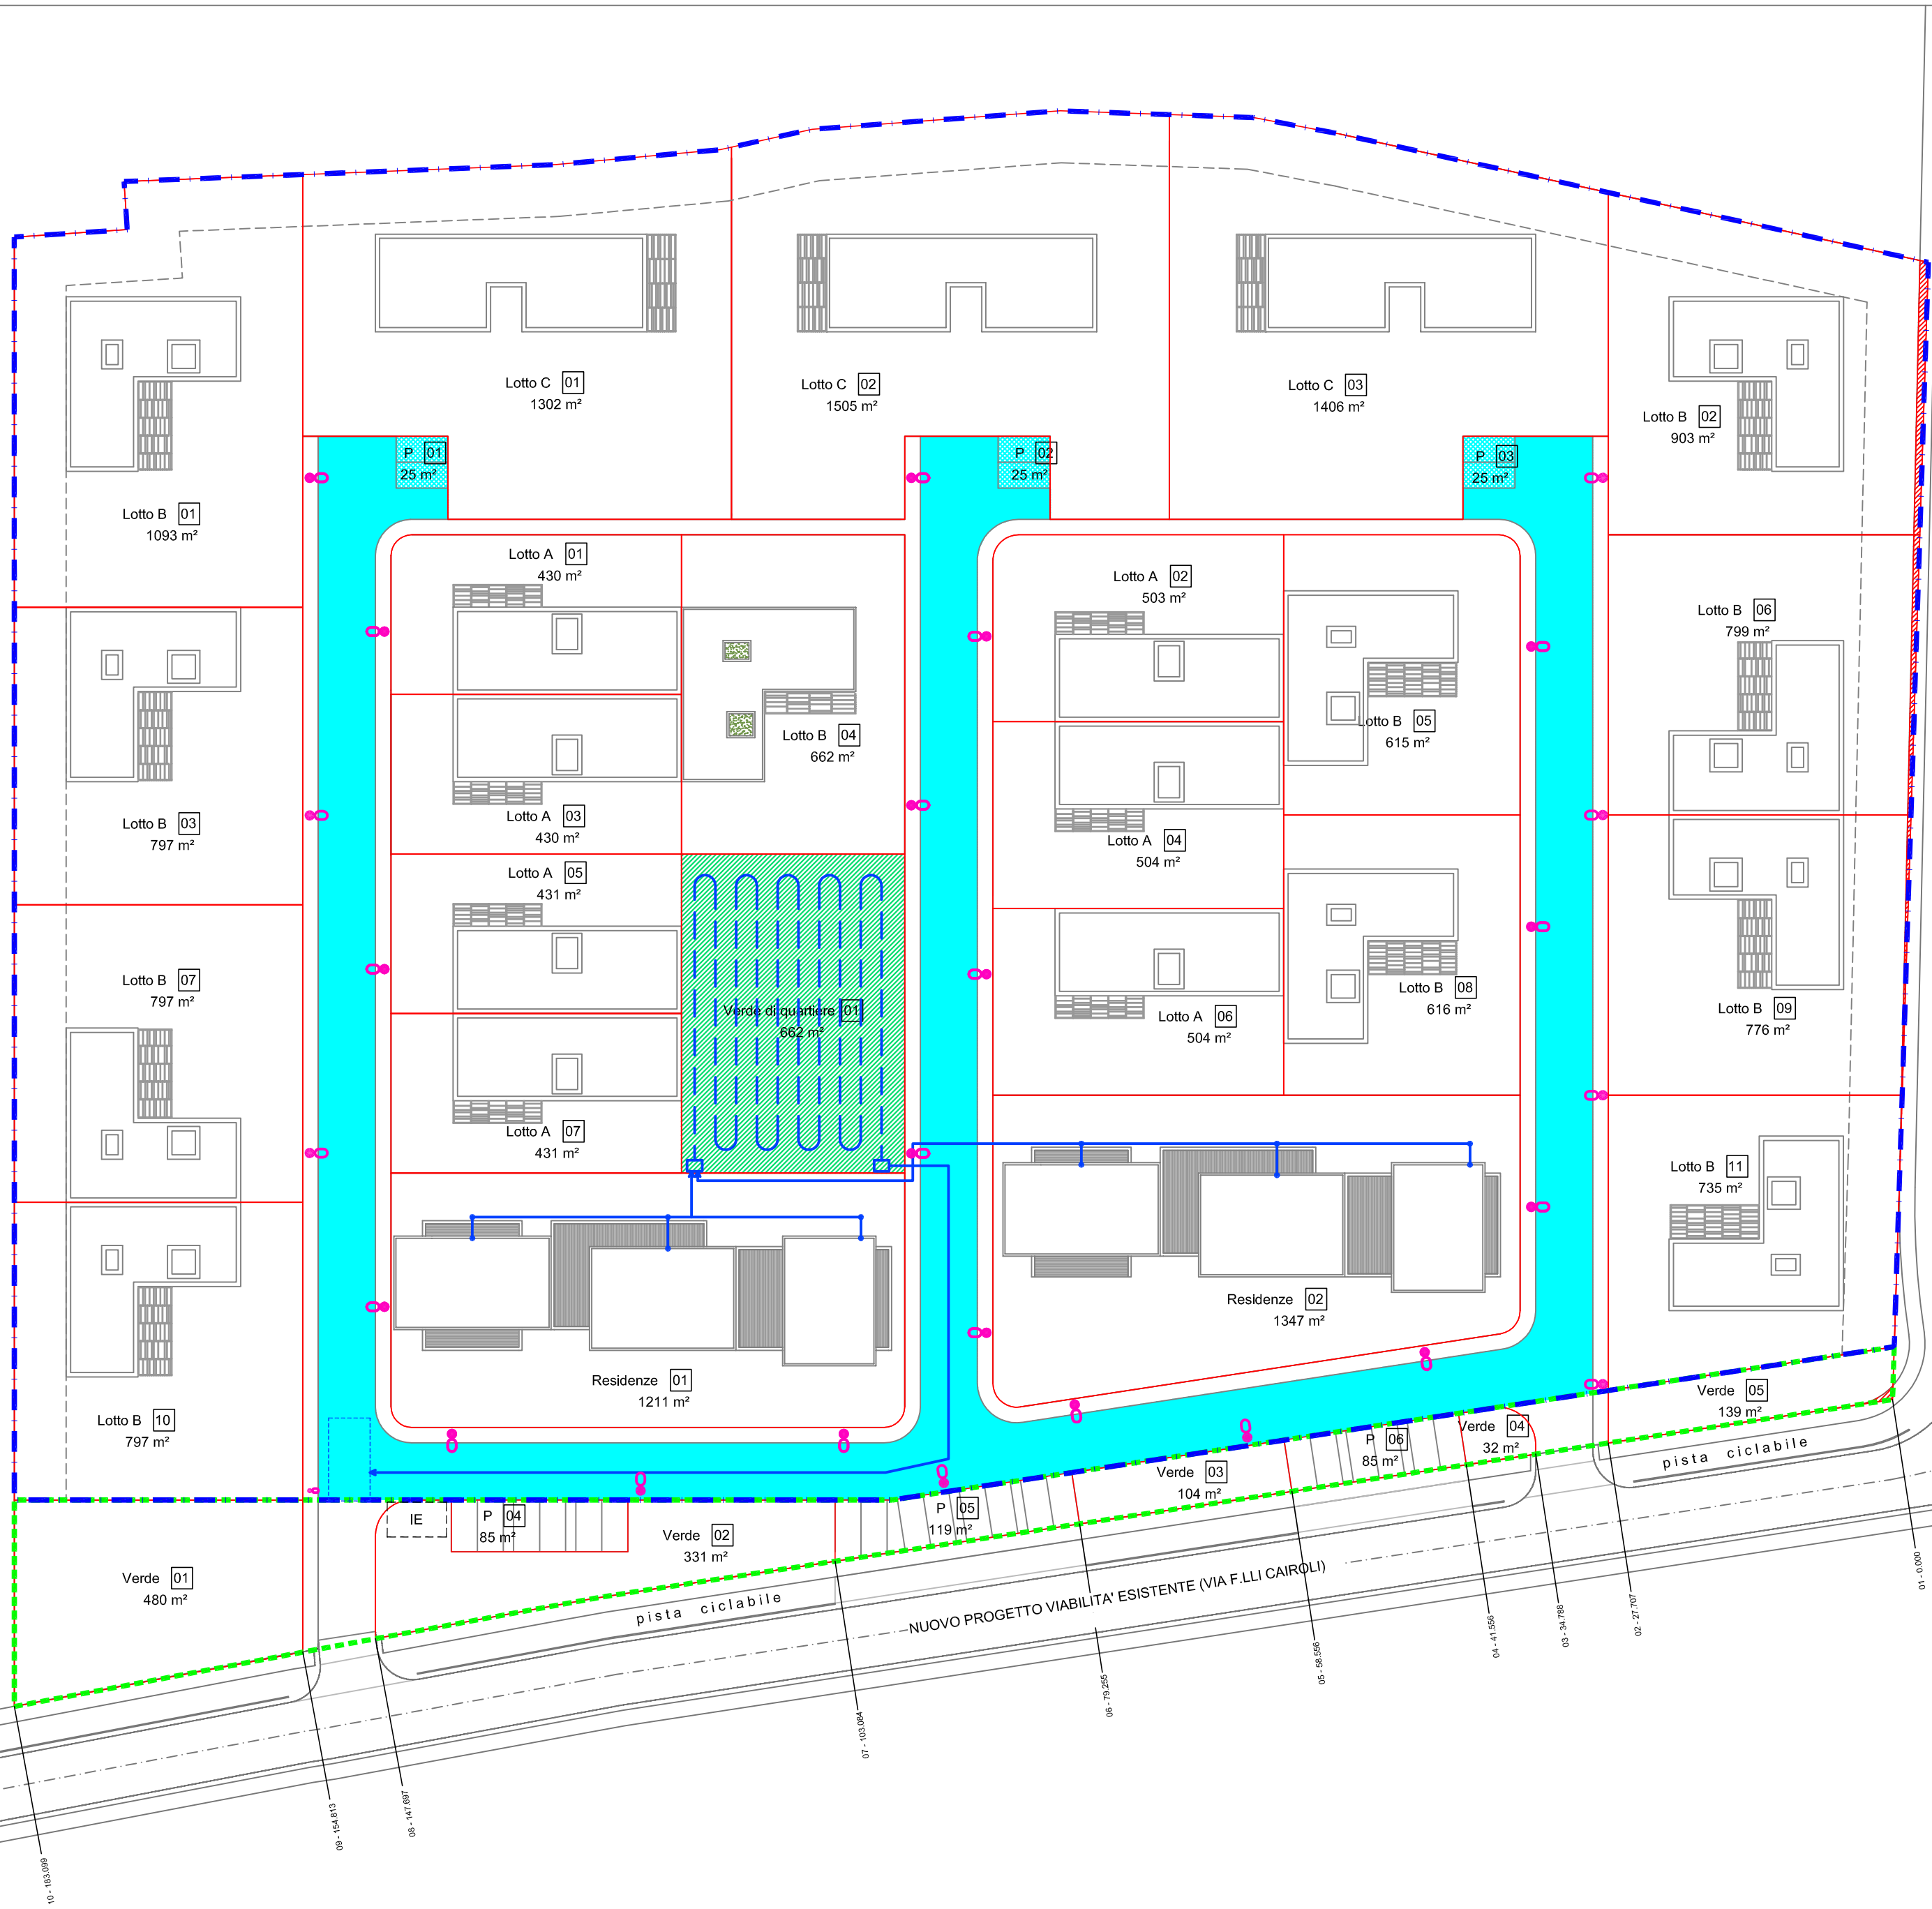 Lotto C 01
1302 m²
Lotto C 02
1505 m²
Lotto C 03
1406 m²
Lotto B 02
903 m²
P 01
25 m²
P 02
25 m²
P 03
25 m²
Lotto B 01
1093 m²
Lotto A 01
430 m²
Lotto A 02
503 m²
Lotto B 06
799 m²
Lotto B 05
615 m²
Lotto B 04
662 m²
Lotto B 03
797 m²
Lotto A 03
430 m²
Lotto A 04
504 m²
Lotto A 05
431 m²
Lotto B 07
797 m²
Verde di quartiere 01
662 m²
Lotto A 06
504 m²
Lotto B 08
616 m²
Lotto B 09
776 m²
Lotto A 07
431 m²
Lotto B 11
735 m²
Residenze 02
1347 m²
Residenze 01
1211 m²
Lotto B 10
797 m²
Verde 05
139 m²
Verde 04
32 m²
P 06
85 m²
Verde 03
104 m²
P 05
119 m²
IE
P 04
85 m²
Verde 02
331 m²
Verde 01
480 m²
pista ciclabile
pista ciclabile
NUOVO PROGETTO VIABILITA' ESISTENTE (VIA F.LLI CAIROLI)
01 - 0.000
02 - 27.707
03 - 34.788
04 - 41.556
05 - 58.556
06 - 79.255
07 - 103.084
08 - 147.697
09 - 154.813
10 - 183.099